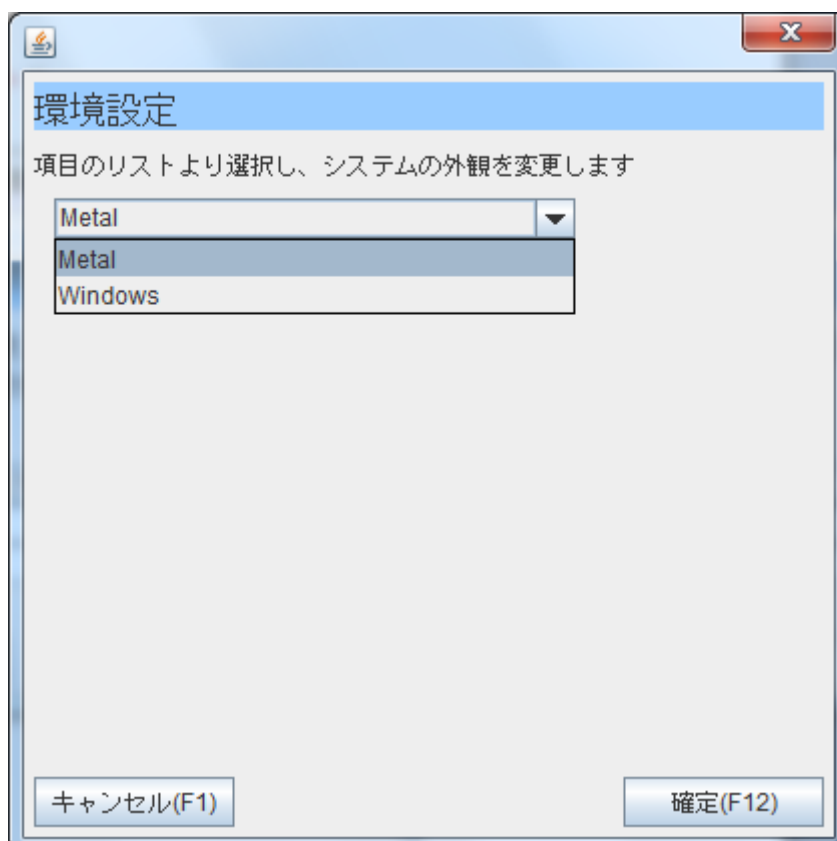 環境設定
項目のリストより選択し、システムの外観を変更します
Metal
Metal
Windows
キャンセル(F1)
確定(F12)